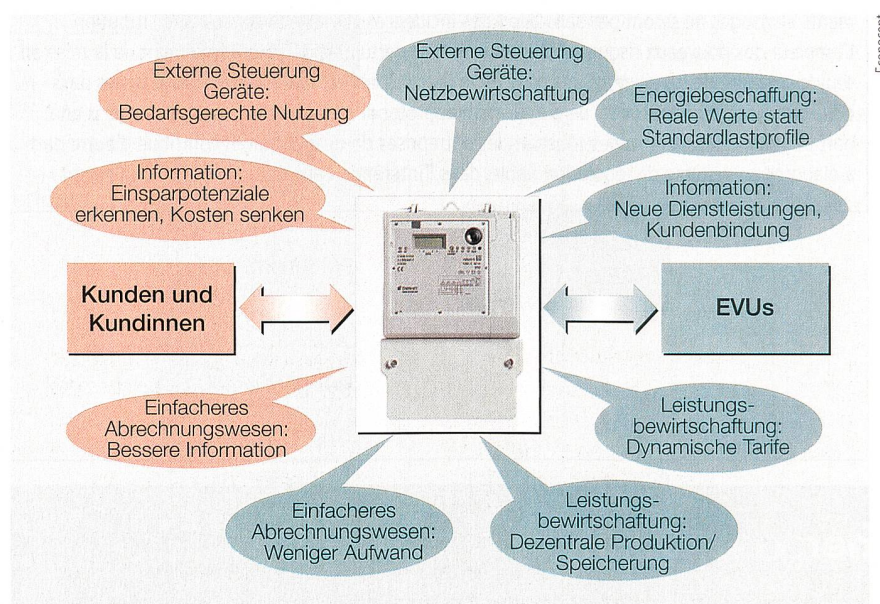 Externe Steuerung
Geräte:
Bedarfsgerechte Nutzung
Externe Steuerung
Geräte:
Netzbewirtschaftung
Energiebeschaffung:
Reale Werte statt
Standardlastprofile
Information:
Einsparpotenziale
erkennen, Kosten senken
Information:
Neue Dienstleistungen,
Kundenbindung
Kunden und
Kundinnen
EVUs
Einfacheres
Abrechnungswesen:
Bessere Information
Leistungs-
bewirtschaftung:
Dynamische Tarife
Einfacheres
Abrechnungswesen:
Weniger Aufwand
Leistungs-
bewirtschaftung:
Dezentrale Produktion/
Speicherung